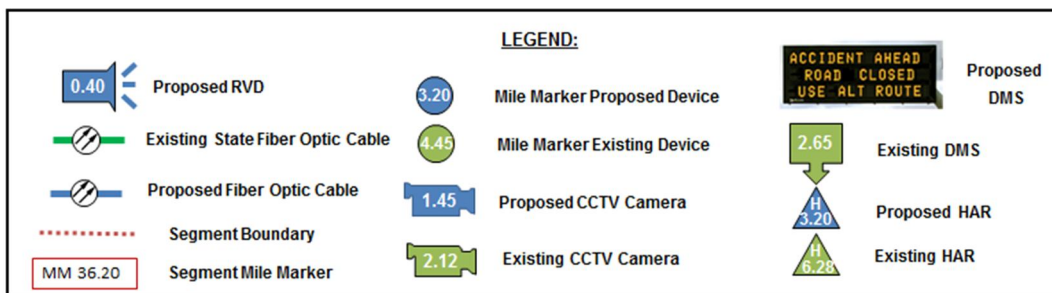 LEGEND:
0.40
Proposed RVD
Existing State Fiber Optic Cable
Proposed Fiber Optic Cable
Segment Boundary
MM 36.20
Segment Mile Marker
3.20
Mile Marker Proposed Device
4.45
Mile Marker Existing Device
1.45
Proposed CCTV Camera
2.12
Existing CCTV Camera
ACCIDENT AHEAD
ROAD CLOSED
USE ALT ROUTE
Proposed
DMS
2.65
Existing DMS
H
3.20
Proposed HAR
H
6.28
Existing HAR